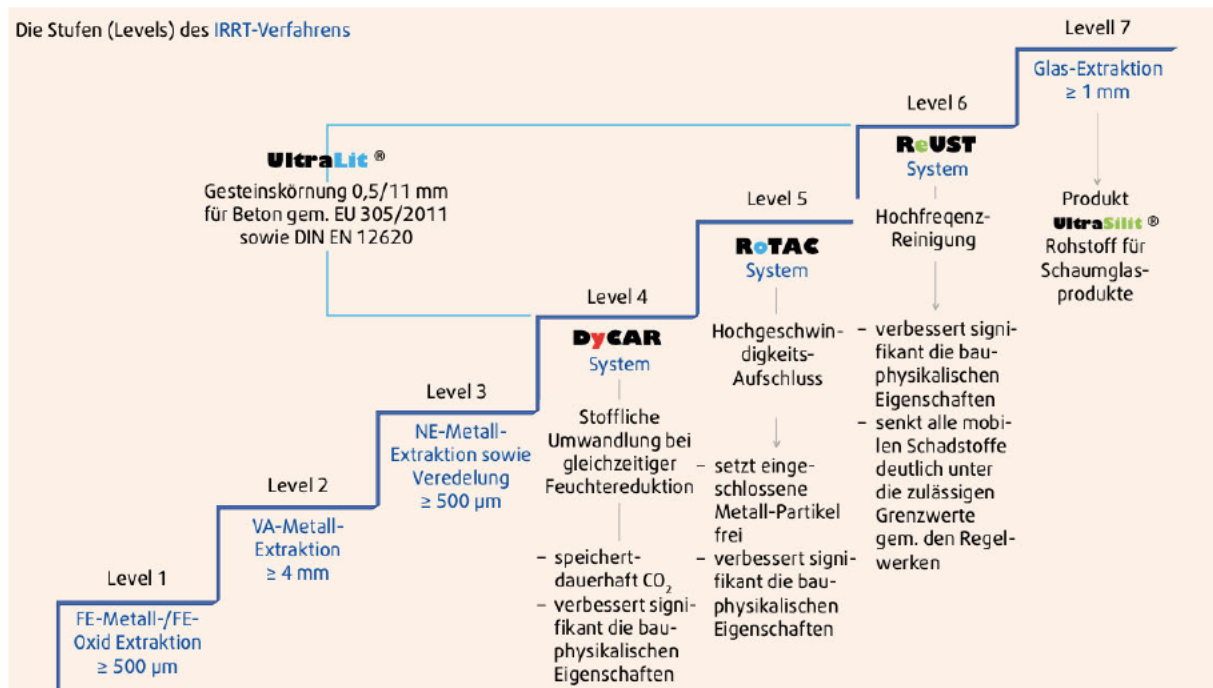 Die Stufen (Levels) des IRRT-Verfahrens
UltraLit ®
Gesteinskörnung 0,5/11 mm
für Beton gem. EU 305/2011
sowie DIN EN 12620
Level 1
FE-Metall-/FE-
Oxid Extraktion
≥ 500 µm
Level 2
VA-Metall-
Extraktion
≥ 4 mm
Level 3
NE-Metall-
Extraktion sowie
Veredelung
≥ 500 µm
Level 4
DyCAR
System
Stoffliche
Umwandlung bei
gleichzeitiger
Feuchtereduktion
– speichert-
dauerhaft CO₂
– verbessert signi-
fikant die bau-
physikalischen
Eigenschaften
Level 5
RoTAC
System
Hochgeschwin-
digkeits-
Aufschluss
– setzt einge-
schlossene
Metall-Partikel
frei
– verbessert signi-
fikant die bau-
physikalischen
Eigenschaften
Level 6
ReUST
System
Hochfreqenz-
Reinigung
– verbessert signi-
fikant die bau-
physikalischen
Eigenschaften
– senkt alle mobi-
len Schadstoffe
deutlich unter
die zulässigen
Grenzwerte
gem. den Regel-
werken
Levell 7
Glas-Extraktion
≥ 1 mm
Produkt
UltraSilit ®
Rohstoff für
Schaumglas-
produkte